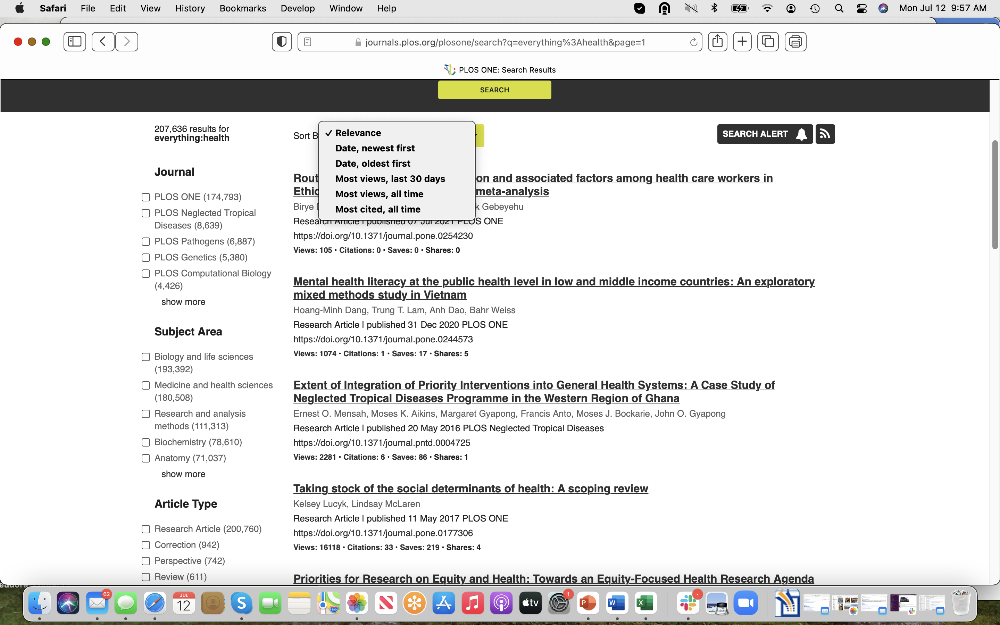 Safari File Edit View History Bookmarks Develop Window Help Mon Jul 12 9:57 AM
journals.plos.org/plosone/search?q=everything%3Ahealth&page=1
PLOS ONE: Search Results
SEARCH
207,636 results for
everything:health
Journal
PLOS ONE (174,793)
PLOS Neglected Tropical
Diseases (8,639)
PLOS Pathogens (6,887)
PLOS Genetics (5,380)
PLOS Computational Biology
(4,426)
show more
Subject Area
Biology and life sciences
(193,392)
Medicine and health sciences
(180,508)
Research and analysis
methods (111,313)
Biochemistry (78,610)
Anatomy (71,037)
show more
Article Type
Research Article (200,760)
Correction (942)
Perspective (742)
Review (611)
Sort B
✓ Relevance
Date, newest first
Date, oldest first
Most views, last 30 days
Most views, all time
Most cited, all time
SEARCH ALERT
Rout on and associated factors among health care workers in
Ethio meta-analysis
Birye D k Gebeyehu
Research Article | published 07 Jul 2021 PLOS ONE
https://doi.org/10.1371/journal.pone.0254230
Views: 105 • Citations: 0 • Saves: 0 • Shares: 0
Mental health literacy at the public health level in low and middle income countries: An exploratory
mixed methods study in Vietnam
Hoang-Minh Dang, Trung T. Lam, Anh Dao, Bahr Weiss
Research Article | published 31 Dec 2020 PLOS ONE
https://doi.org/10.1371/journal.pone.0244573
Views: 1074 • Citations: 1 • Saves: 17 • Shares: 5
Extent of Integration of Priority Interventions into General Health Systems: A Case Study of
Neglected Tropical Diseases Programme in the Western Region of Ghana
Ernest O. Mensah, Moses K. Aikins, Margaret Gyapong, Francis Anto, Moses J. Bockarie, John O. Gyapong
Research Article | published 20 May 2016 PLOS Neglected Tropical Diseases
https://doi.org/10.1371/journal.pntd.0004725
Views: 2281 • Citations: 6 • Saves: 86 • Shares: 1
Taking stock of the social determinants of health: A scoping review
Kelsey Lucyk, Lindsay McLaren
Research Article | published 11 May 2017 PLOS ONE
https://doi.org/10.1371/journal.pone.0177306
Views: 16118 • Citations: 33 • Saves: 219 • Shares: 4
Priorities for Research on Equity and Health: Towards an Equity-Focused Health Research Agenda
62
JUL
12
S
280
tv
1
P
W
X